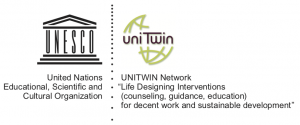 UNESCO
uniTwin
United Nations
Educational, Scientific and
Cultural Organization
UNITWIN Network
“Life Designing Interventions
(counseling, guidance, education)
for decent work and sustainable development”